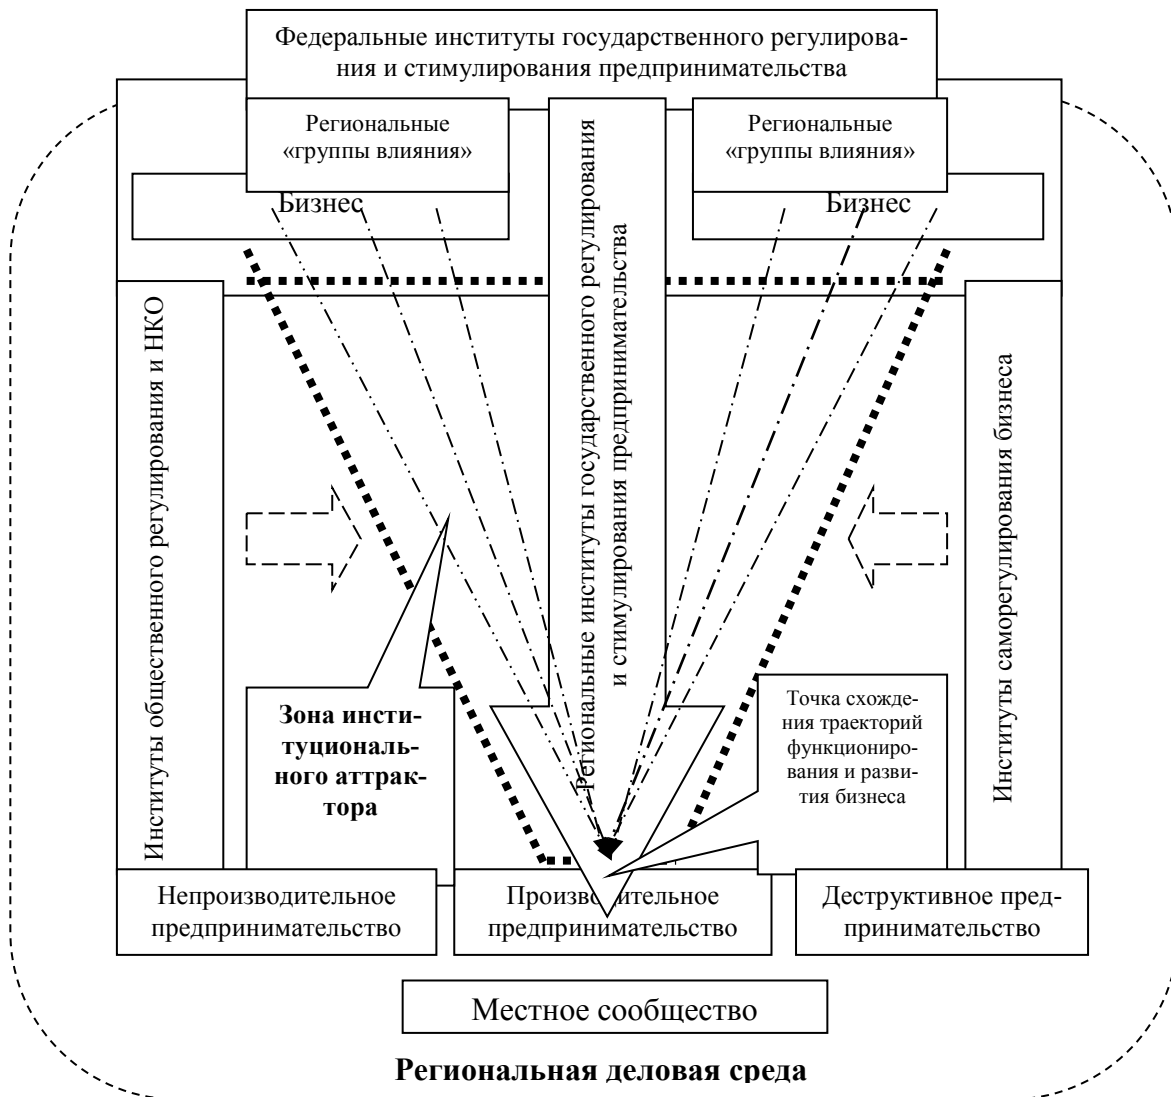 Федеральные институты государственного регулирова-
ния и стимулирования предпринимательства
Региональные
«группы влияния»
Региональные
«группы влияния»
Бизнес
Бизнес
Региональные институты государственного регулирования
и стимулирования предпринимательства
Институты общественного регулирования и НКО
Институты саморегулирования бизнеса
Зона инсти-
туциональ-
ного аттрак-
тора
Точка схожде-
ния траекторий
функциониро-
вания и разви-
тия бизнеса
Непроизводительное
предпринимательство
Производительное
предпринимательство
Деструктивное пред-
принимательство
Местное сообщество
Региональная деловая среда